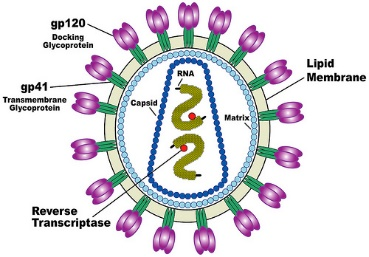 gp120
Docking
Glycoprotein
gp41
Transmembrane
Glycoprotein
Lipid
Membrane
RNA
Capsid
Matrix
Reverse
Transcriptase